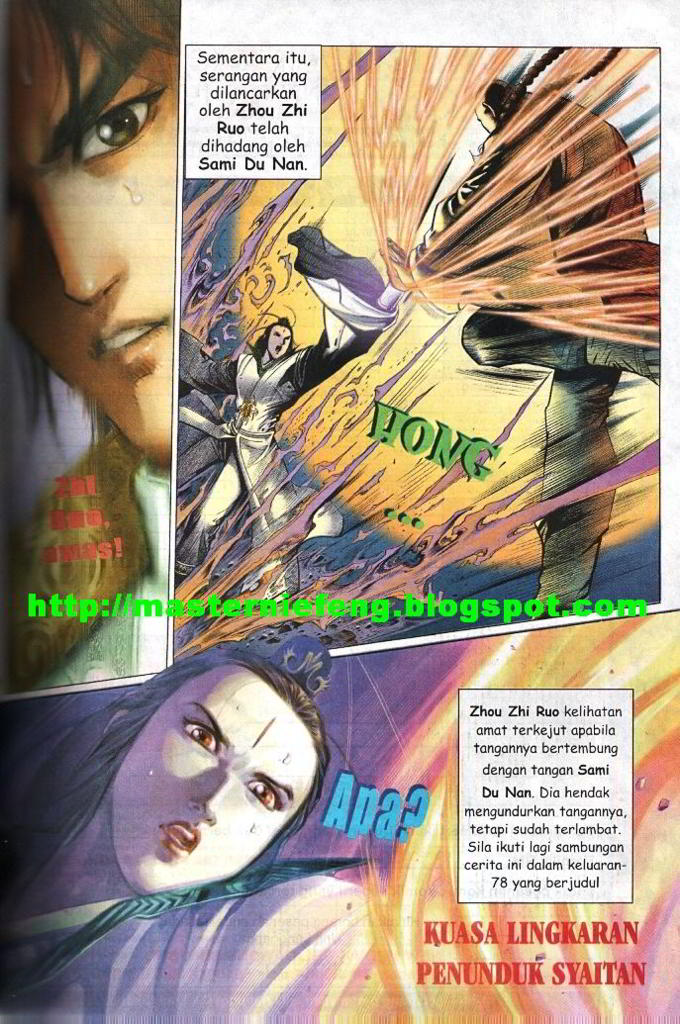 Sementara itu,
serangan yang
dilancarkan
oleh Zhou Zhi
Ruo telah
dihadang oleh
Sami Du Nan.
HONG
...
Zhi
Ruo,
awas!
http://masterniefeng.blogspot.com
Zhou Zhi Ruo kelihatan
amat terkejut apabila
tangannya bertembung
dengan tangan Sami
Du Nan. Dia hendak
mengundurkan tangannya,
tetapi sudah terlambat.
Sila ikuti lagi sambungan
cerita ini dalam keluaran-
78 yang berjudul
Apa?
KUASA LINGKARAN
PENUNDUK SYAITAN